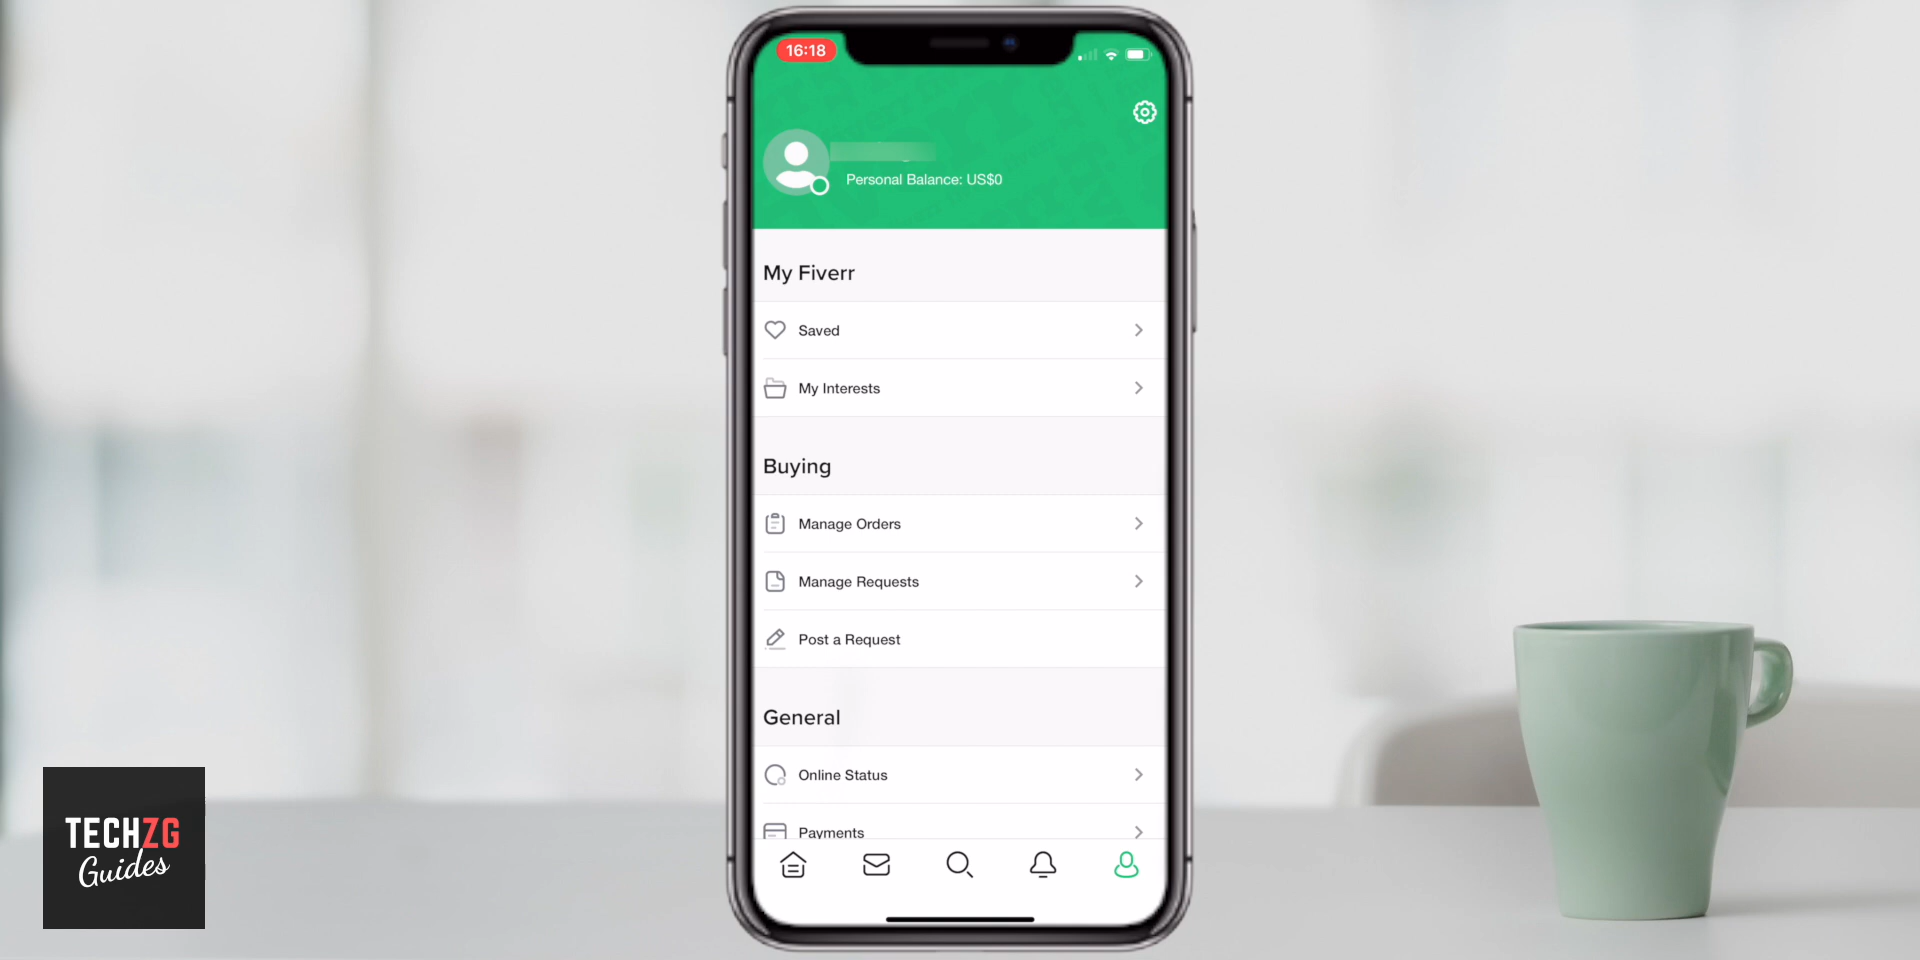 16:18
Personal Balance: US$0
My Fiverr
Saved
My Interests
Buying
Manage Orders
Manage Requests
Post a Request
General
Online Status
Payments
TECHZG
Guides